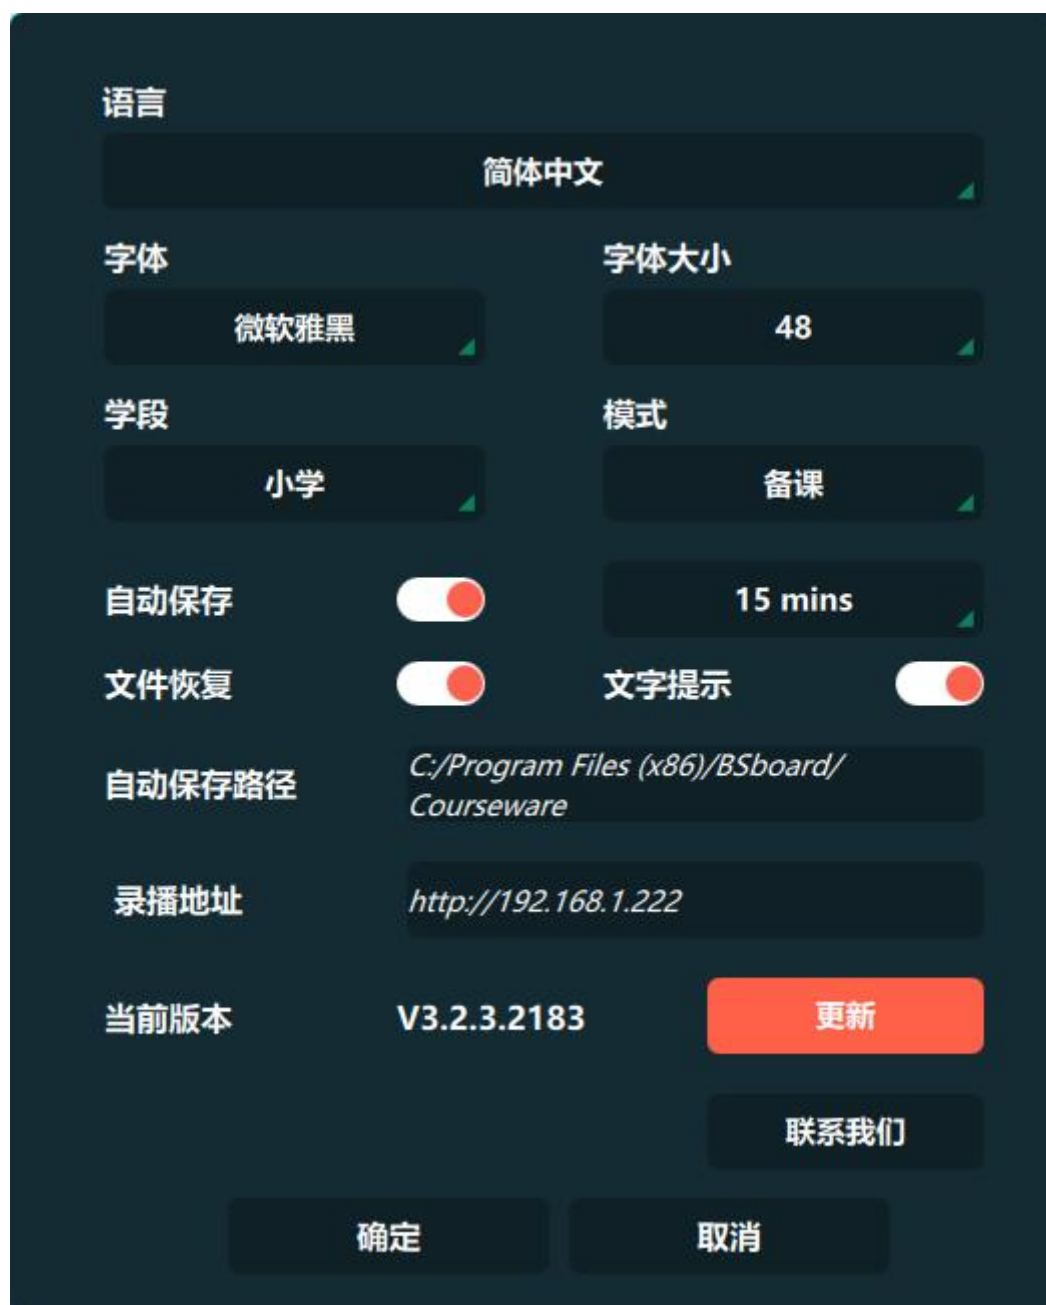 语言
简体中文
字体 字体大小
微软雅黑 48
学段 模式
小学 备课
自动保存 15 mins
文件恢复 文字提示
自动保存路径 C:/Program Files (x86)/BSboard/
Courseware
录播地址 http://192.168.1.222
当前版本 V3.2.3.2183 更新
联系我们
确定 取消